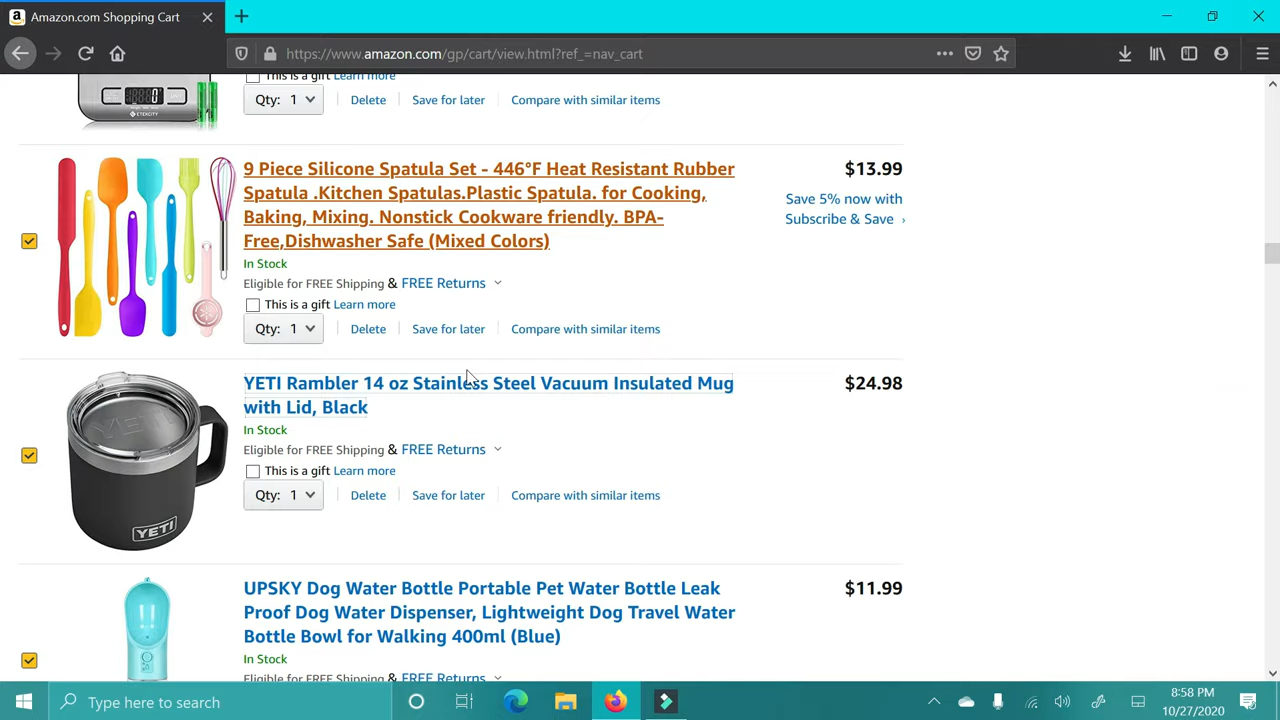 Amazon.com Shopping Cart
https://www.amazon.com/gp/cart/view.html?ref_=nav_cart
This is a gift Learn more
ETEKCITY
Qty: 1 Delete Save for later Compare with similar items
9 Piece Silicone Spatula Set - 446°F Heat Resistant Rubber $13.99
Spatula .Kitchen Spatulas.Plastic Spatula. for Cooking, Save 5% now with
Baking, Mixing. Nonstick Cookware friendly. BPA- Subscribe & Save ›
Free,Dishwasher Safe (Mixed Colors)
In Stock
Eligible for FREE Shipping & FREE Returns
This is a gift Learn more
Qty: 1 Delete Save for later Compare with similar items
YETI Rambler 14 oz Stainless Steel Vacuum Insulated Mug $24.98
with Lid, Black
In Stock
Eligible for FREE Shipping & FREE Returns
This is a gift Learn more
Qty: 1 Delete Save for later Compare with similar items
YETI
UPSKY Dog Water Bottle Portable Pet Water Bottle Leak $11.99
Proof Dog Water Dispenser, Lightweight Dog Travel Water
Bottle Bowl for Walking 400ml (Blue)
In Stock
Eligible for FREE Shipping & FREE Returns
Type here to search
8:58 PM
10/27/2020